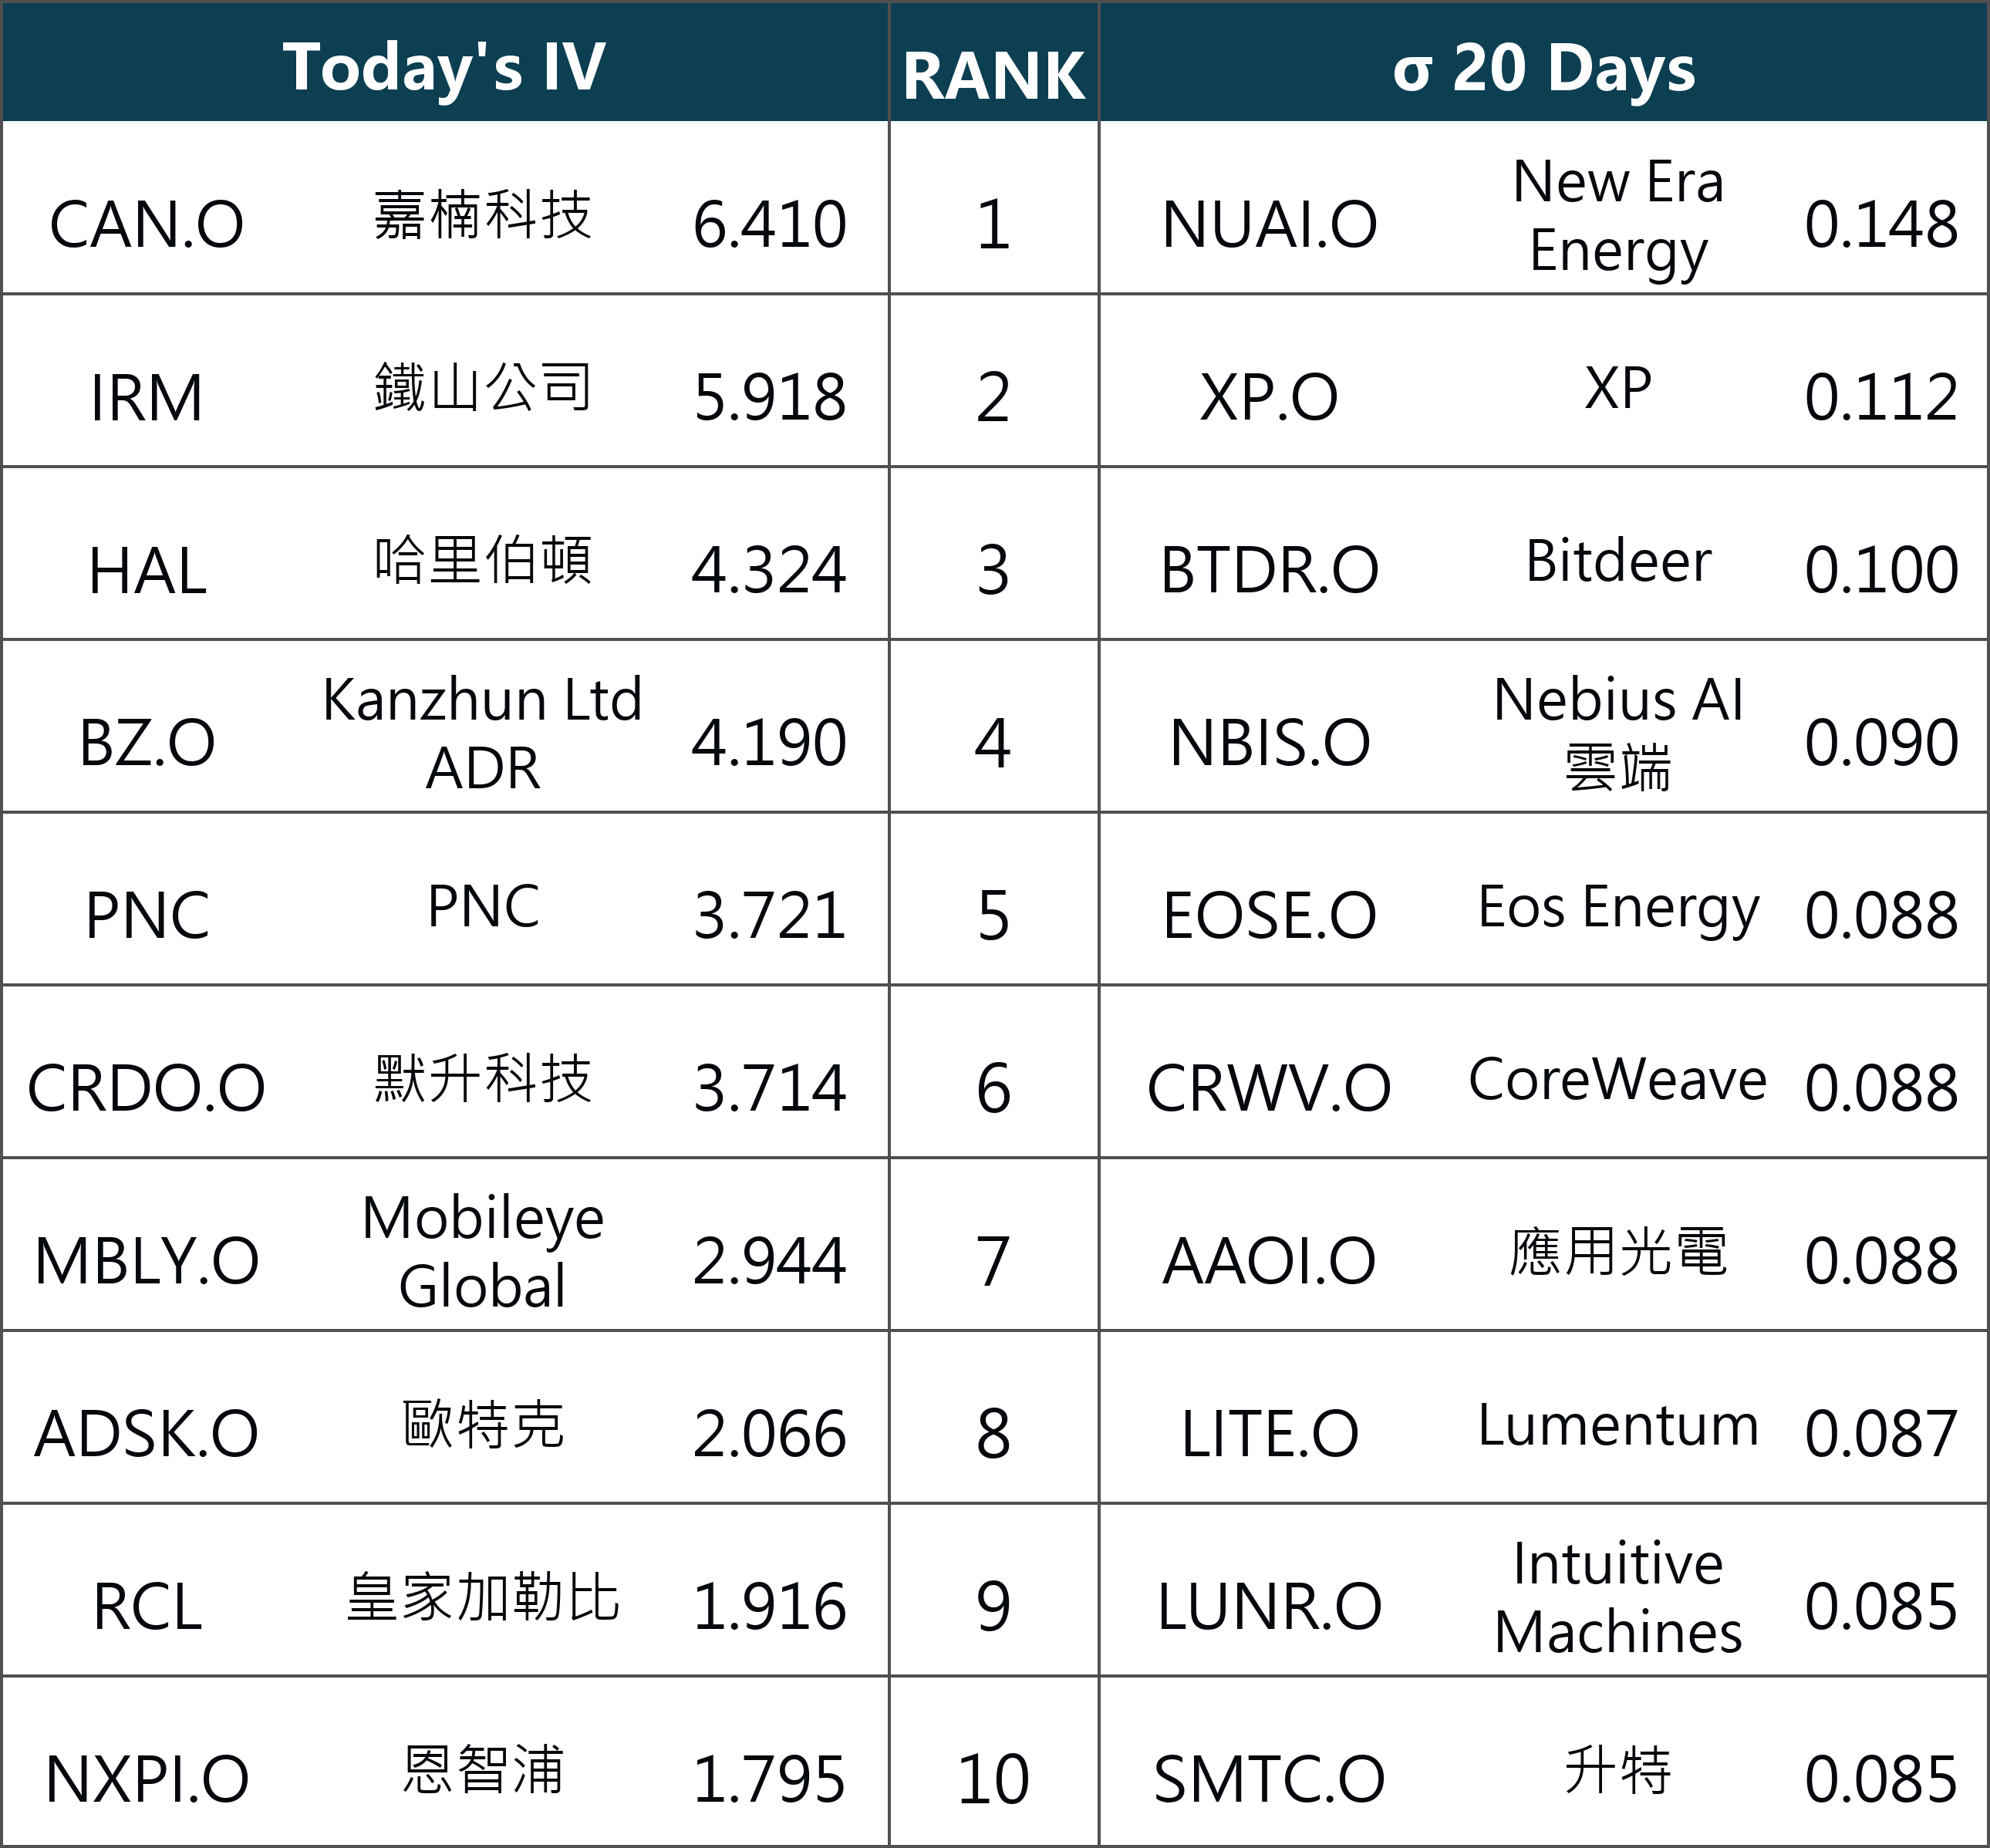 Today's IV RANK σ 20 Days
CAN.O 嘉楠科技 6.410 1 NUAI.O New Era
Energy 0.148
IRM 鐵山公司 5.918 2 XP.O XP 0.112
HAL 哈里伯頓 4.324 3 BTDR.O Bitdeer 0.100
BZ.O Kanzhun Ltd
ADR 4.190 4 NBIS.O Nebius AI
雲端 0.090
PNC PNC 3.721 5 EOSE.O Eos Energy 0.088
CRDO.O 默升科技 3.714 6 CRWV.O CoreWeave 0.088
MBLY.O Mobileye
Global 2.944 7 AAOI.O 應用光電 0.088
ADSK.O 歐特克 2.066 8 LITE.O Lumentum 0.087
RCL 皇家加勒比 1.916 9 LUNR.O Intuitive
Machines 0.085
NXPI.O 恩智浦 1.795 10 SMTC.O 升特 0.085